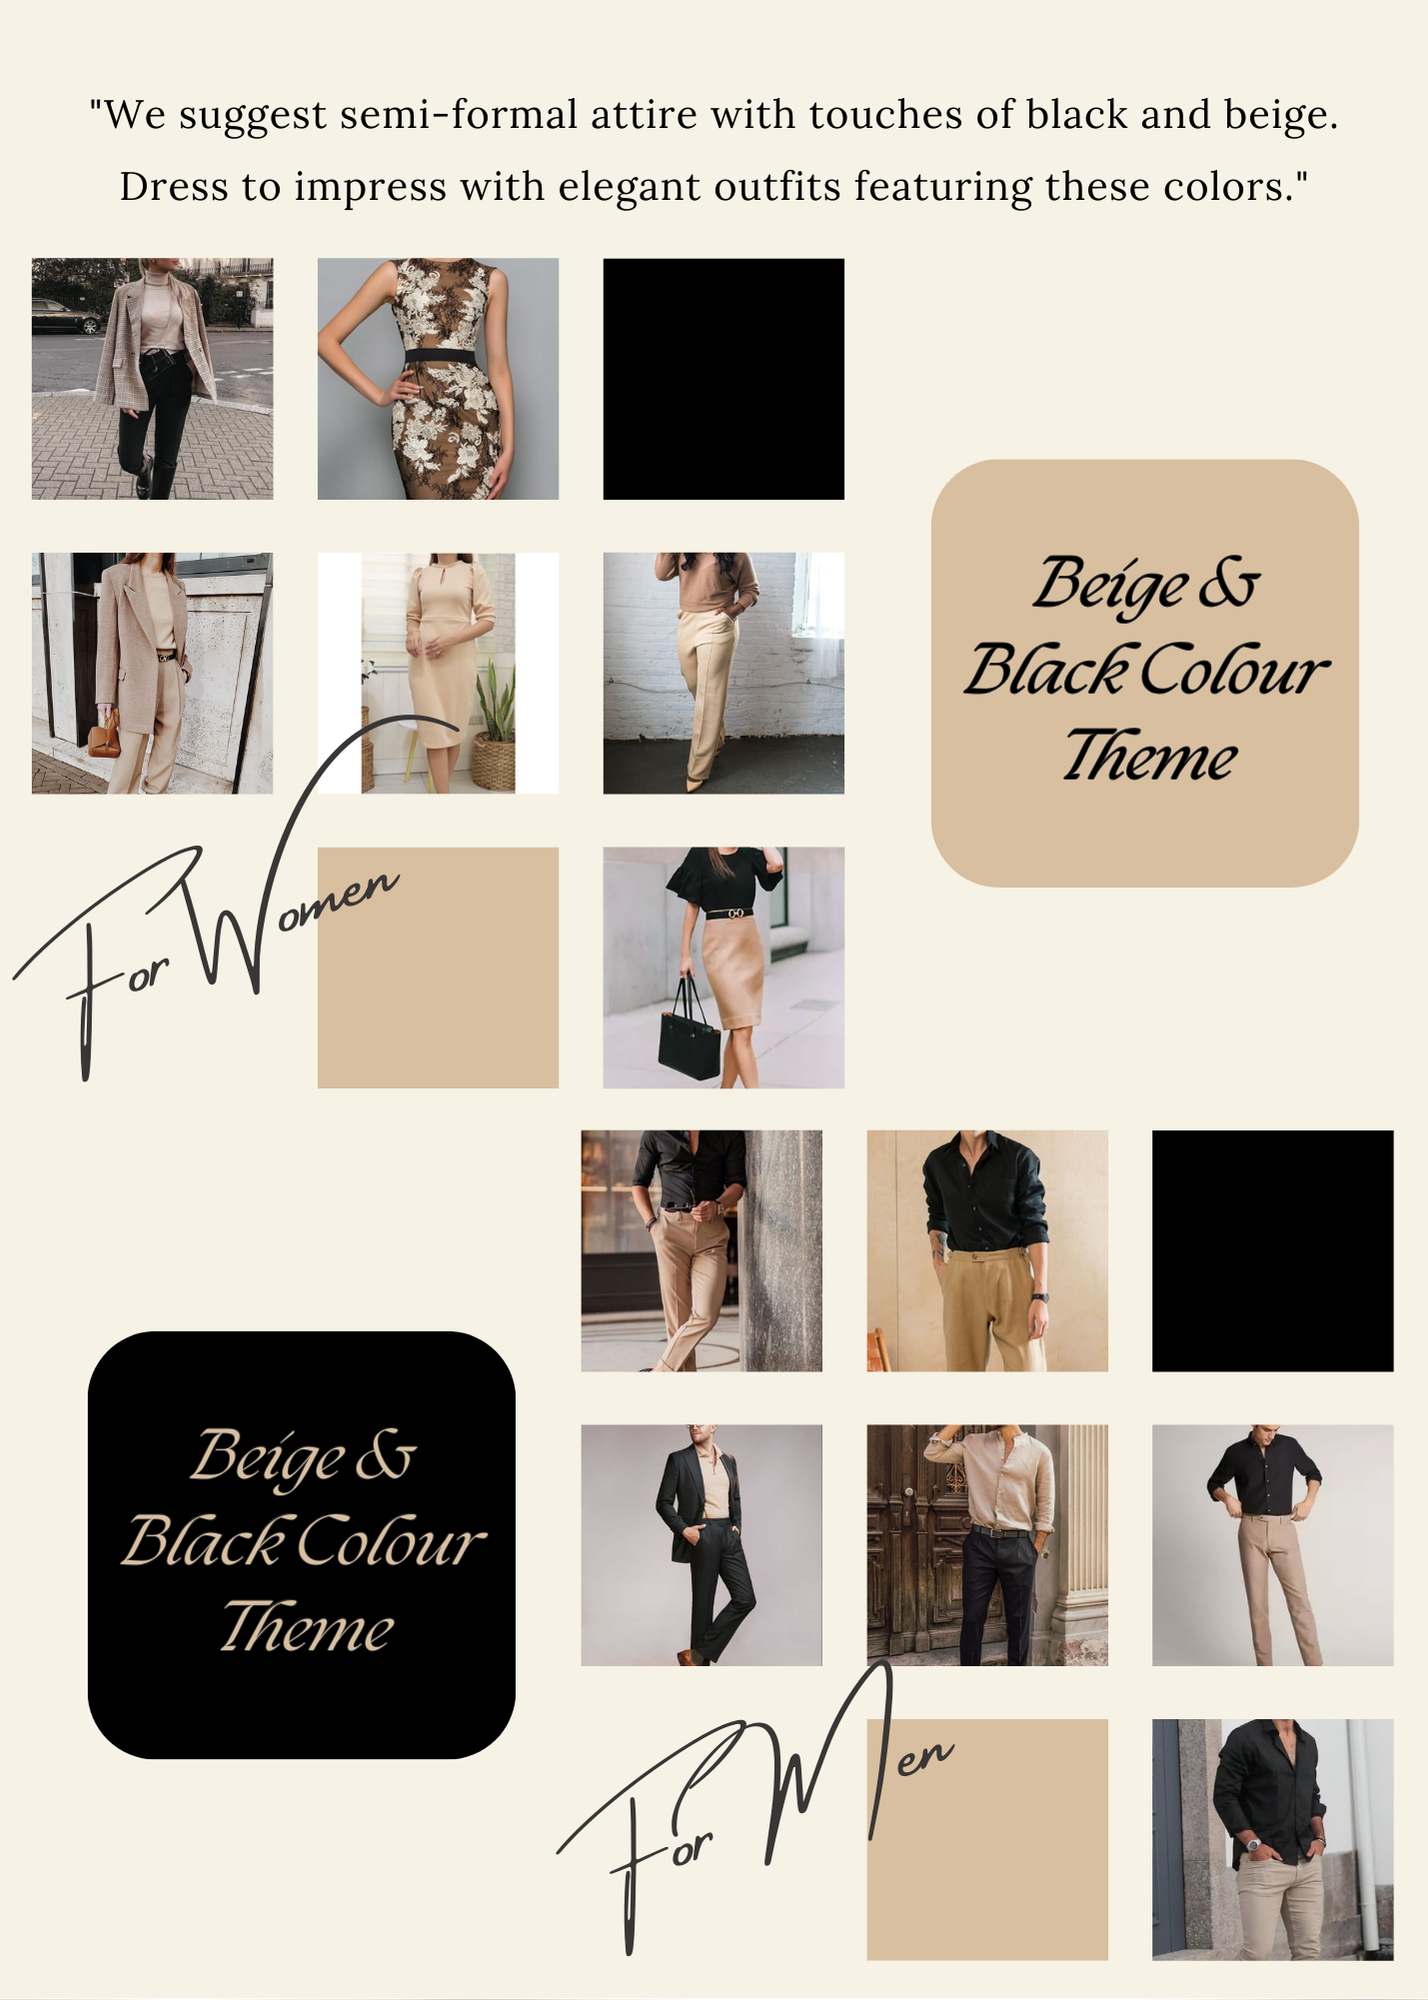 "We suggest semi-formal attire with touches of black and beige.
Dress to impress with elegant outfits featuring these colors."
Beige &
Black Colour
Theme
For Women
Beige &
Black Colour
Theme
For Men